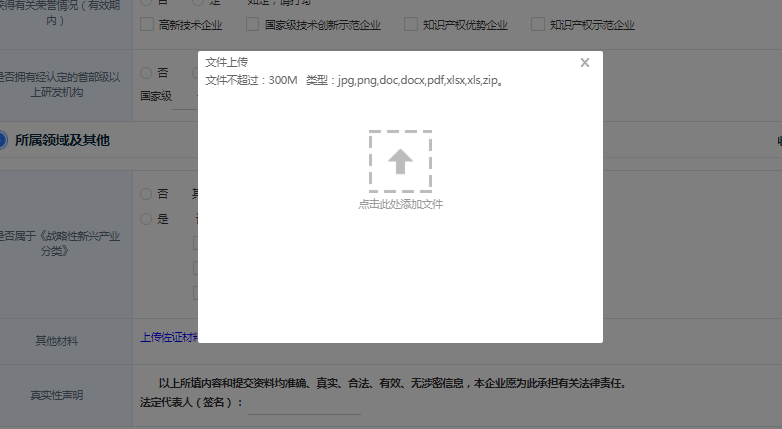 获得有关荣誉情况（有效期内）
否 是 如是，请打勾
高新技术企业 国家级技术创新示范企业 知识产权优势企业 知识产权示范企业
文件上传
文件不超过：300M 类型：jpg,png,doc,docx,pdf,xlsx,xls,zip。
是否拥有经认定的省部级以
上研发机构
否
国家级
所属领域及其他
点击此处添加文件
是否属于《战略性新兴产业
分类》
否
是
其他材料
上传佐证材料
真实性声明
以上所填内容和提交资料均准确、真实、合法、有效、无涉密信息，本企业愿为此承担有关法律责任。
法定代表人（签名）：